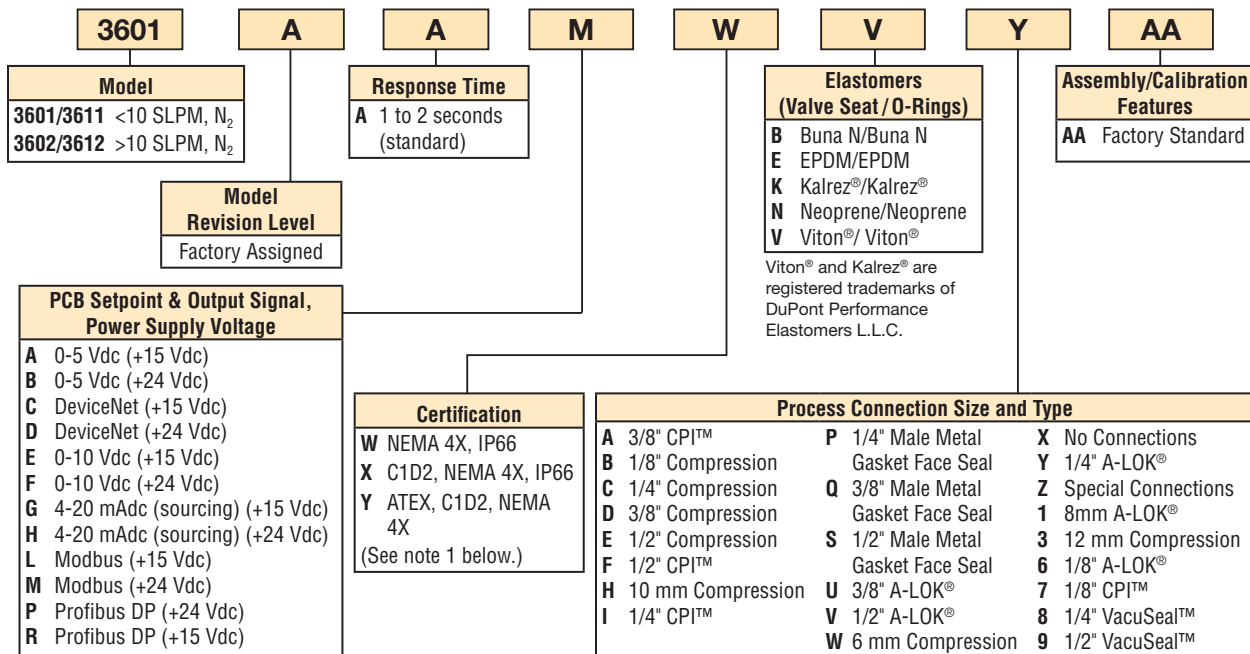 3601 A A M W V Y AA
Model
3601/3611 <10 SLPM, N₂
3602/3612 >10 SLPM, N₂
Response Time
A 1 to 2 seconds
(standard)
Elastomers
(Valve Seat / O-Rings)
B Buna N/Buna N
E EPDM/EPDM
K Kalrez®/Kalrez®
N Neoprene/Neoprene
V Viton®/ Viton®
Viton® and Kalrez® are
registered trademarks of
DuPont Performance
Elastomers L.L.C.
Assembly/Calibration
Features
AA Factory Standard
Model
Revision Level
Factory Assigned
PCB Setpoint & Output Signal,
Power Supply Voltage
A 0-5 Vdc (+15 Vdc)
B 0-5 Vdc (+24 Vdc)
C DeviceNet (+15 Vdc)
D DeviceNet (+24 Vdc)
E 0-10 Vdc (+15 Vdc)
F 0-10 Vdc (+24 Vdc)
G 4-20 mAdc (sourcing) (+15 Vdc)
H 4-20 mAdc (sourcing) (+24 Vdc)
L Modbus (+15 Vdc)
M Modbus (+24 Vdc)
P Profibus DP (+24 Vdc)
R Profibus DP (+15 Vdc)
Certification
W NEMA 4X, IP66
X C1D2, NEMA 4X, IP66
Y ATEX, C1D2, NEMA
4X
(See note 1 below.)
Process Connection Size and Type
A 3/8" CPI™
B 1/8" Compression
C 1/4" Compression
D 3/8" Compression
E 1/2" Compression
F 1/2" CPI™
H 10 mm Compression
I 1/4" CPI™
P 1/4" Male Metal
Gasket Face Seal
Q 3/8" Male Metal
Gasket Face Seal
S 1/2" Male Metal
Gasket Face Seal
U 3/8" A-LOK®
V 1/2" A-LOK®
W 6 mm Compression
X No Connections
Y 1/4" A-LOK®
Z Special Connections
1 8mm A-LOK®
3 12 mm Compression
6 1/8" A-LOK®
7 1/8" CPI™
8 1/4" VacuSeal™
9 1/2" VacuSeal™